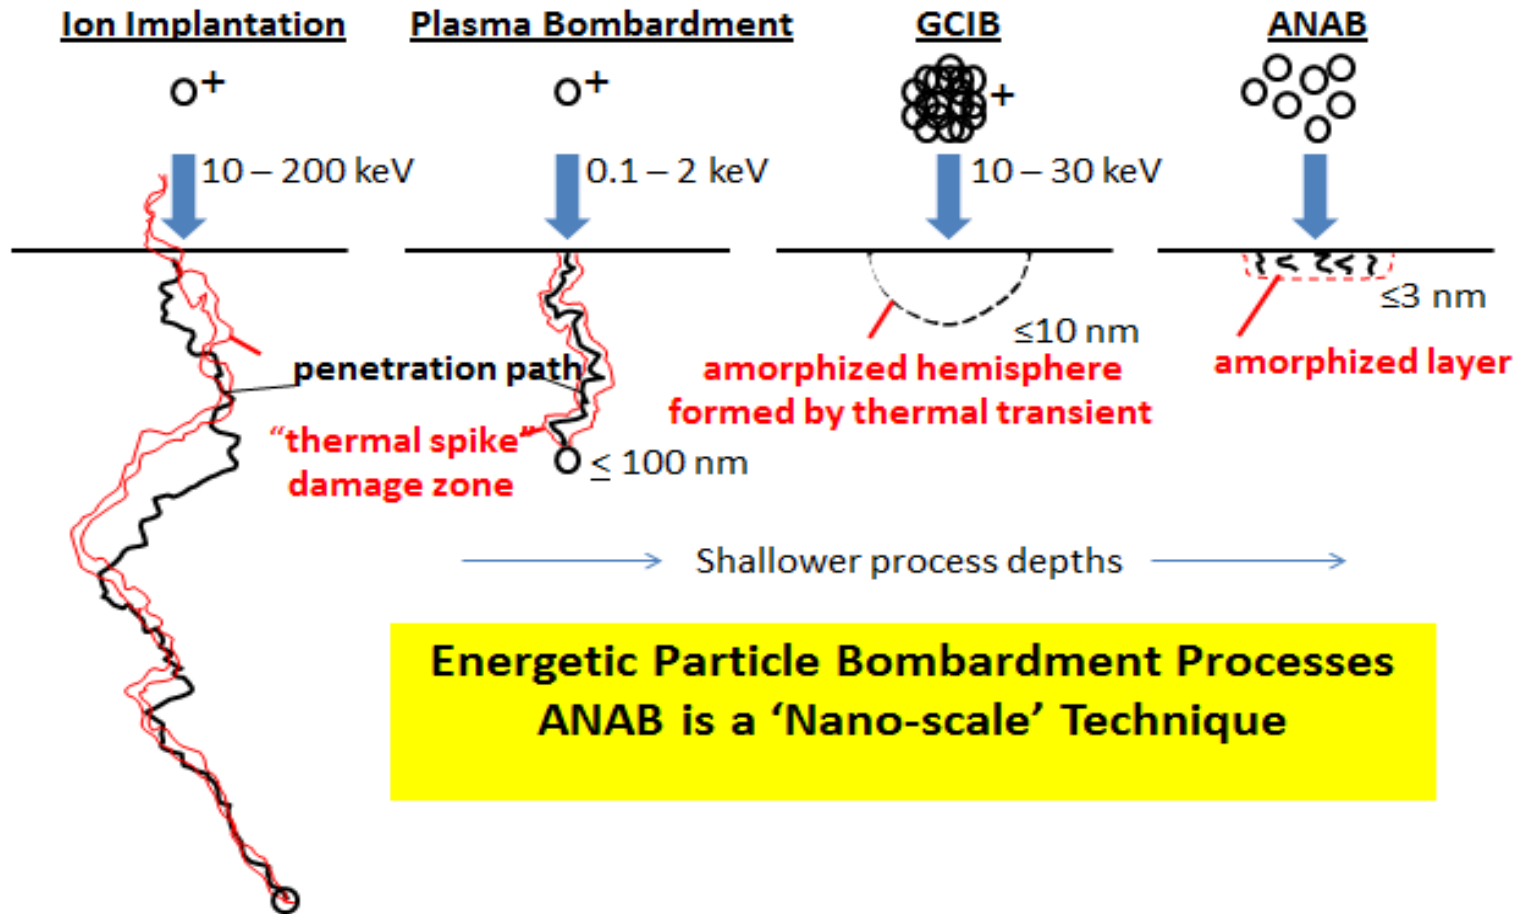 Ion Implantation
Plasma Bombardment
GCIB
ANAB
+
+
+
10 – 200 keV
0.1 – 2 keV
10 – 30 keV
≤10 nm
≤3 nm
penetration path
amorphized hemisphere
formed by thermal transient
amorphized layer
“thermal spike”
damage zone
≤ 100 nm
Shallower process depths
Energetic Particle Bombardment Processes
ANAB is a ‘Nano-scale’ Technique